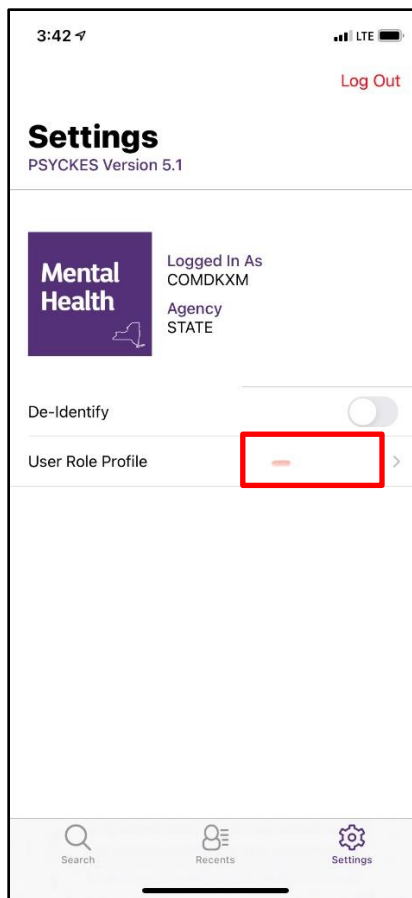 3:42 LTE
Log Out
Settings
PSYCKES Version 5.1
Mental
Health
Logged In As
COMDKXM
Agency
STATE
De-Identify
User Role Profile
Search Recents Settings